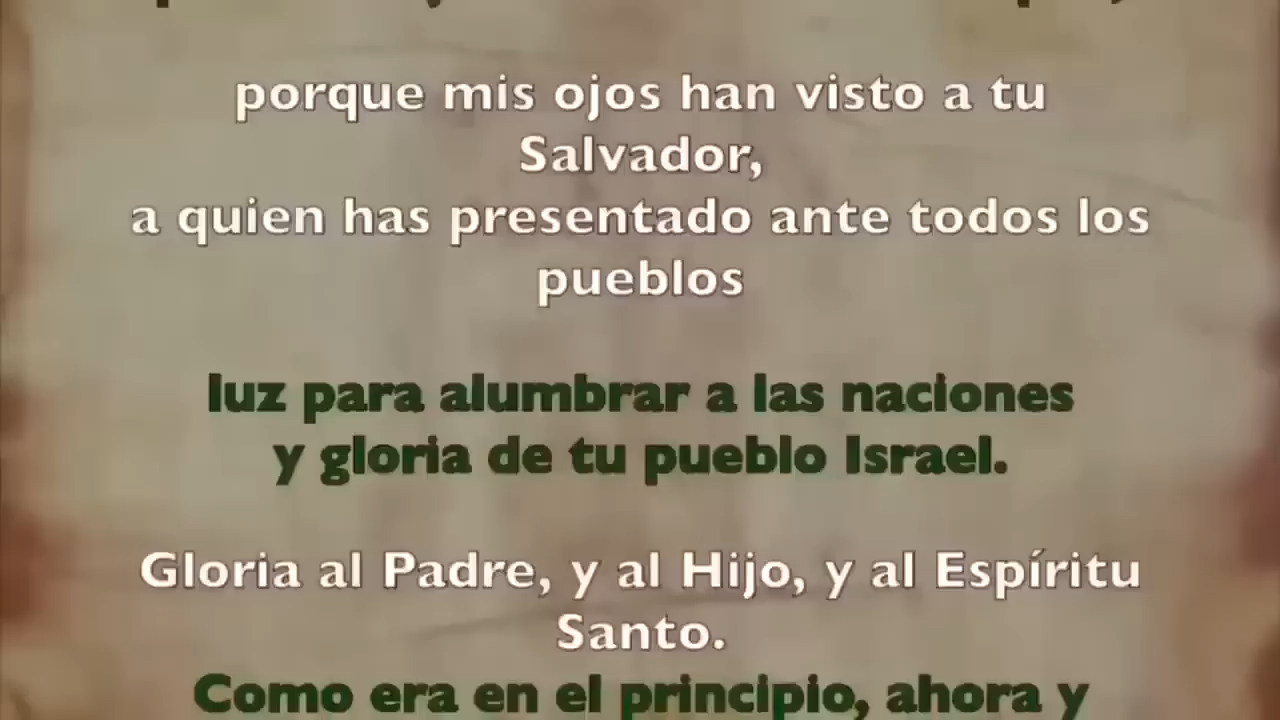 porque mis ojos han visto a tu
Salvador,
a quien has presentado ante todos los
pueblos
luz para alumbrar a las naciones
y gloria de tu pueblo Israel.
Gloria al Padre, y al Hijo, y al Espíritu
Santo.
Como era en el principio, ahora y